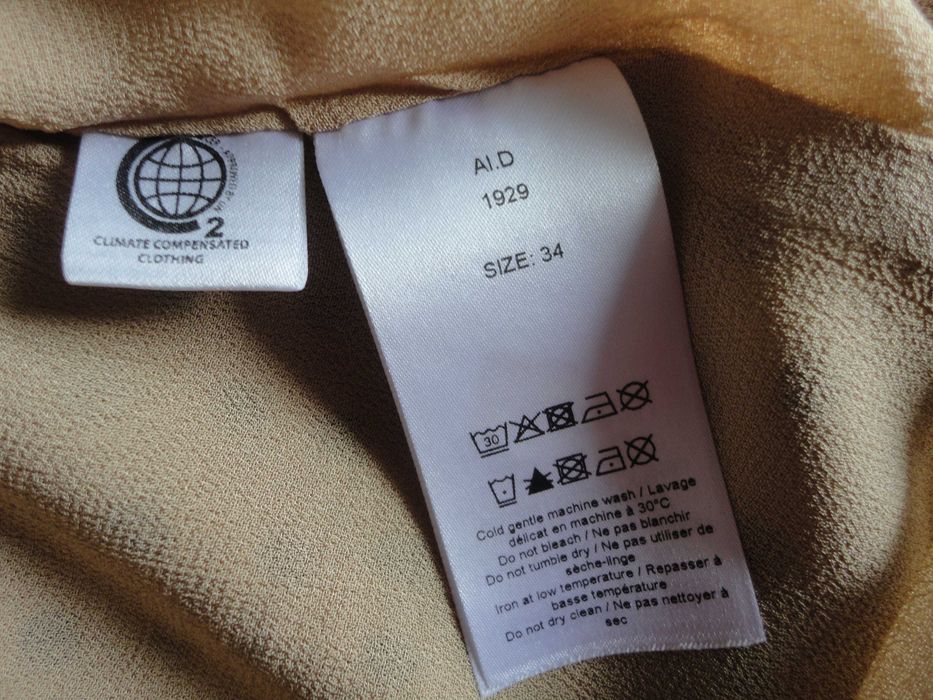 2
CLIMATE COMPENSATED
CLOTHING
AI.D
1929
SIZE: 34
30
Cold gentle machine wash / Lavage
délicat en machine à 30°C
Do not bleach / Ne pas blanchir
Do not tumble dry / Ne pas utiliser de
sèche-linge
Iron at low temperature / Repasser à
basse température
Do not dry clean / Ne pas nettoyer à
sec